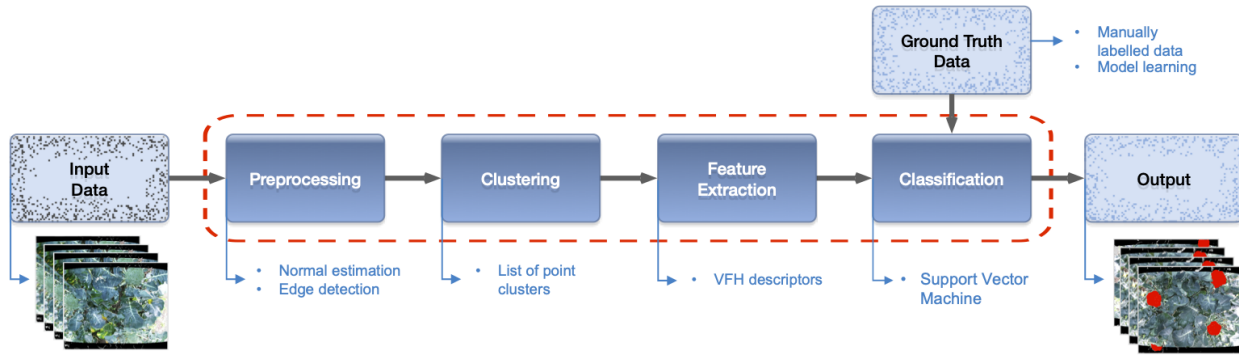 Ground Truth
Data
• Manually
labelled data
• Model learning
Input
Data
Preprocessing
Clustering
Feature
Extraction
Classification
Output
• Normal estimation
• Edge detection
• List of point
clusters
• VFH descriptors
• Support Vector
Machine